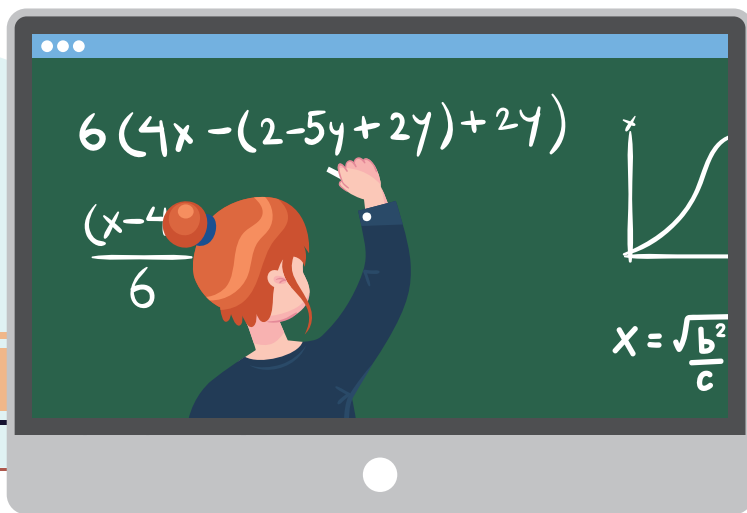 6(4x-(2-5y+2y)+2y)
(x-4
6
x
x = √b²
c